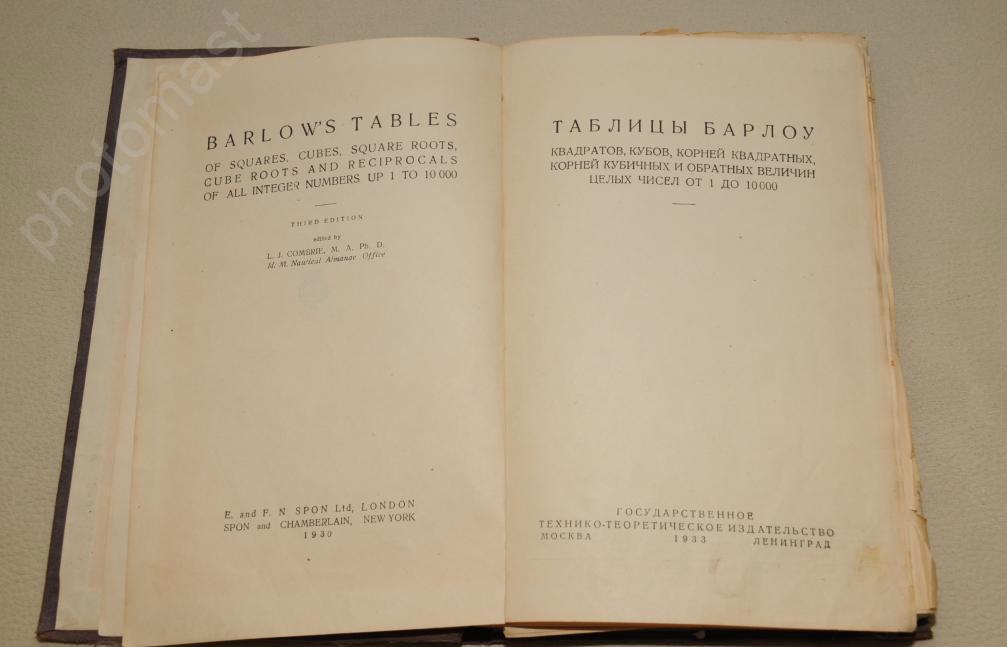 BARLOW'S TABLES
OF SQUARES, CUBES, SQUARE ROOTS,
CUBE ROOTS AND RECIPROCALS
OF ALL INTEGER NUMBERS UP 1 TO 10 000
THIRD EDITION
edited by
L. J. COMBRIE, M. A. Ph. D.
H. M. Nautical Almanac Office
E. and F. N SPON Ltd, LONDON
SPON and CHAMBERLAIN, NEW YORK
1930
ТАБЛИЦЫ БАРЛОУ
КВАДРАТОВ, КУБОВ, КОРНЕЙ КВАДРАТНЫХ,
КОРНЕЙ КУБИЧНЫХ И ОБРАТНЫХ ВЕЛИЧИН
ЦЕЛЫХ ЧИСЕЛ ОТ 1 ДО 10 000
ГОСУДАРСТВЕННОЕ
ТЕХНИКО-ТЕОРЕТИЧЕСКОЕ ИЗДАТЕЛЬСТВО
МОСКВА 1933 ЛЕНИНГРАД
photomast